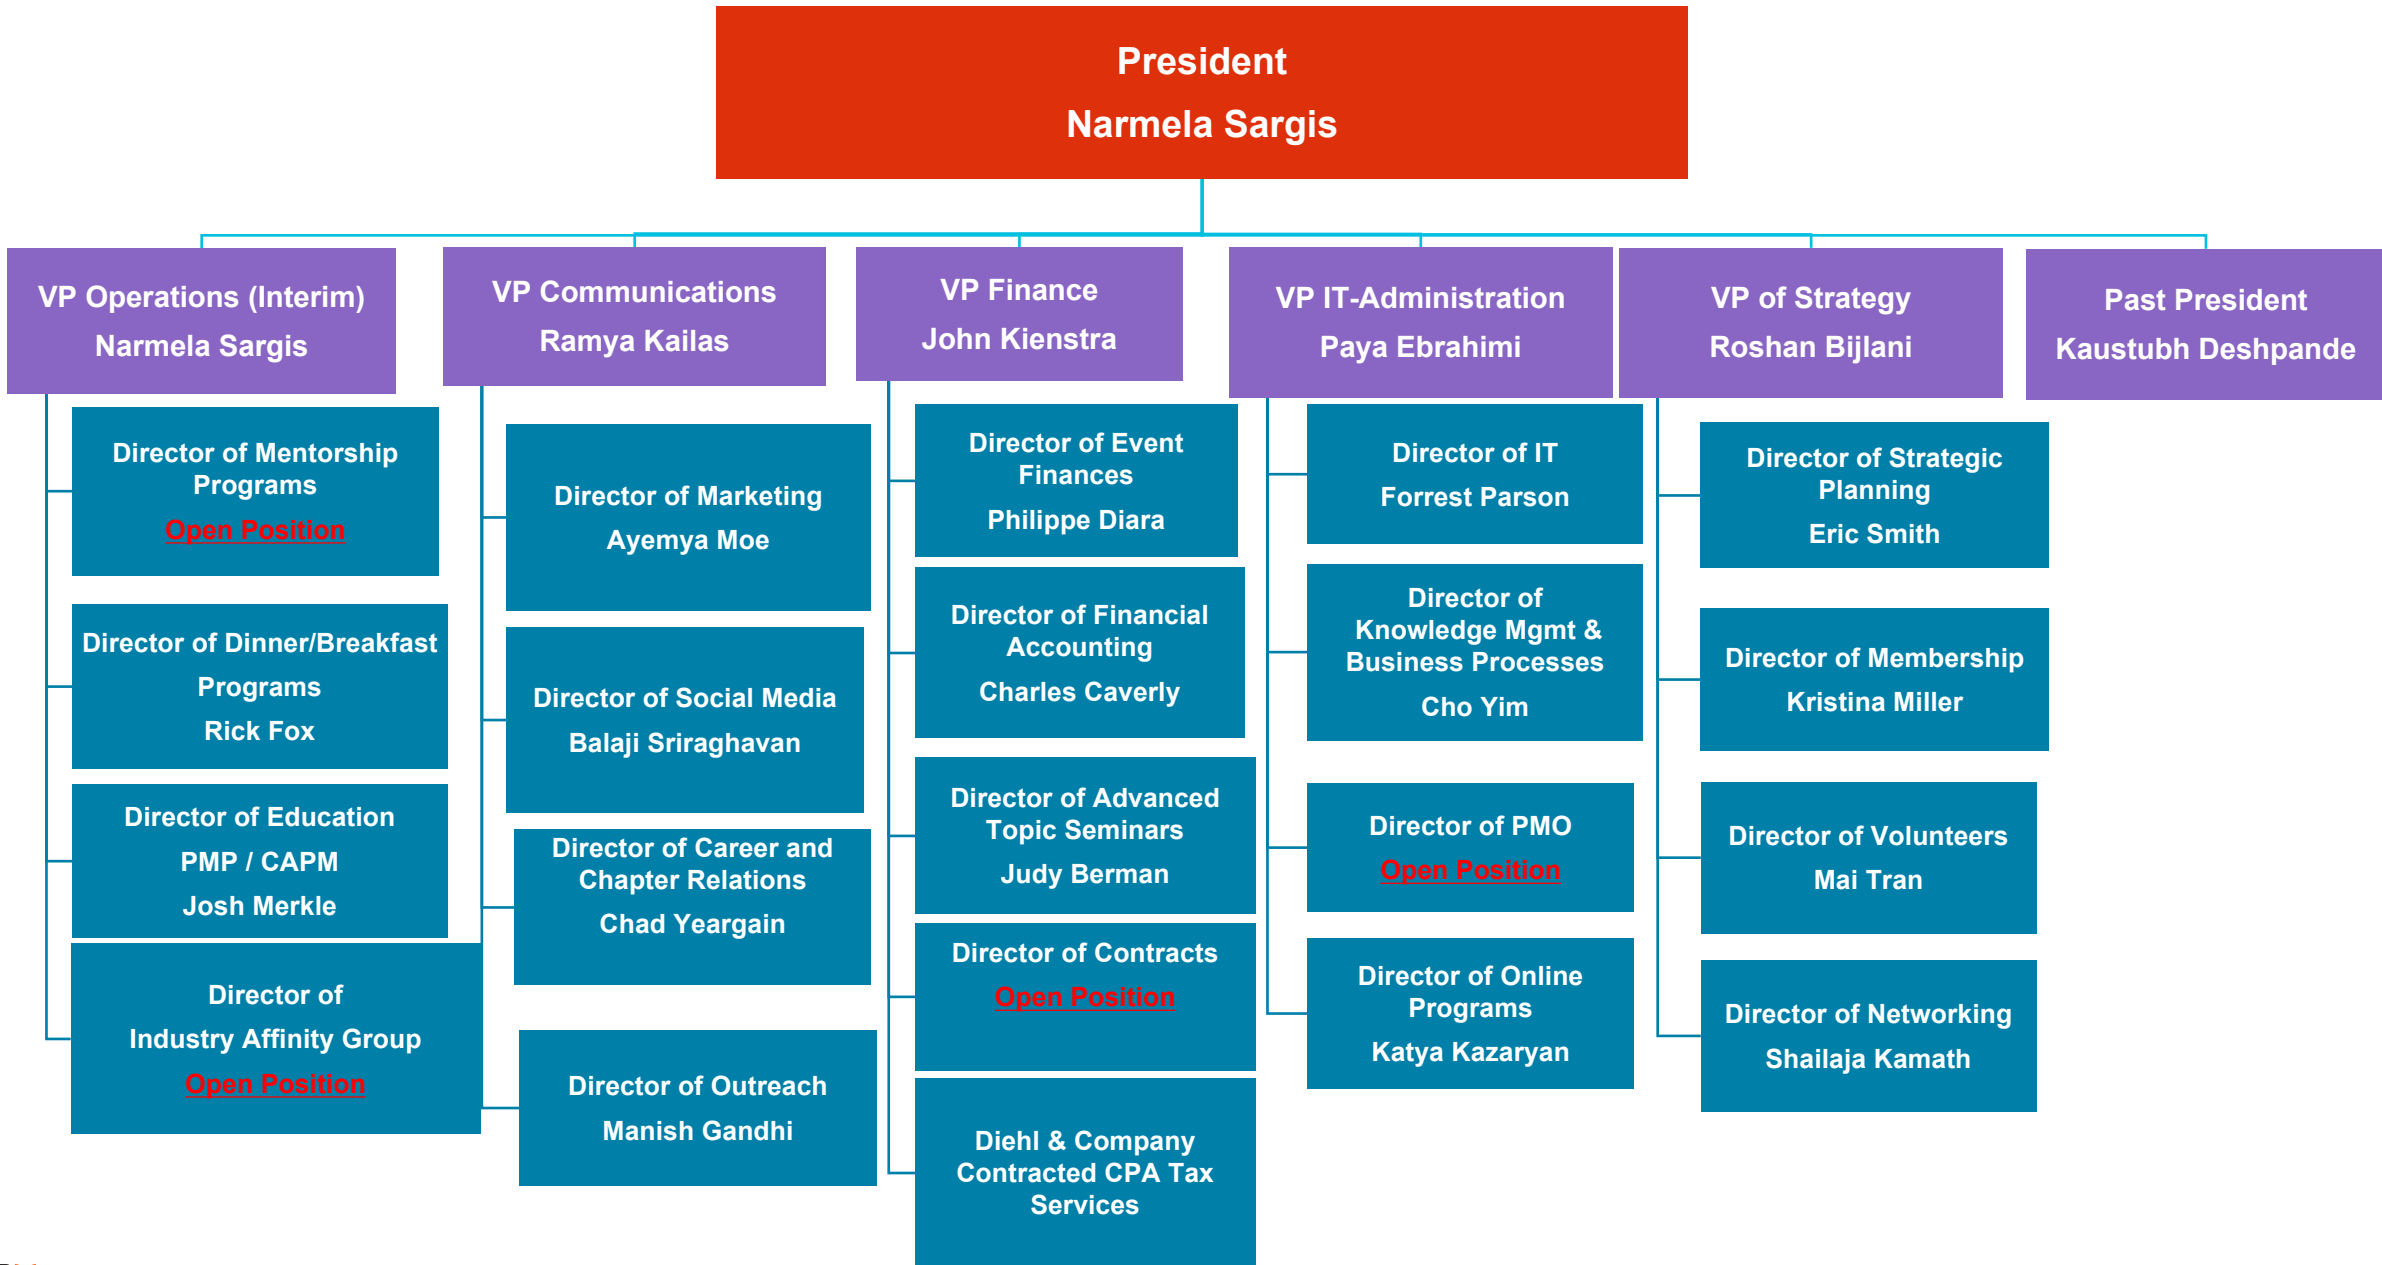 President
Narmela Sargis
VP Operations (Interim)
Narmela Sargis
VP Communications
Ramya Kailas
VP Finance
John Kienstra
VP IT-Administration
Paya Ebrahimi
VP of Strategy
Roshan Bijlani
Past President
Kaustubh Deshpande
Director of Mentorship
Programs
Open Position
Director of Dinner/Breakfast
Programs
Rick Fox
Director of Education
PMP / CAPM
Josh Merkle
Director of
Industry Affinity Group
Open Position
Director of Marketing
Ayemya Moe
Director of Social Media
Balaji Sriraghavan
Director of Career and
Chapter Relations
Chad Yeargain
Director of Outreach
Manish Gandhi
Director of Event
Finances
Philippe Diara
Director of Financial
Accounting
Charles Caverly
Director of Advanced
Topic Seminars
Judy Berman
Director of Contracts
Open Position
Diehl & Company
Contracted CPA Tax
Services
Director of IT
Forrest Parson
Director of
Knowledge Mgmt &
Business Processes
Cho Yim
Director of PMO
Open Position
Director of Online
Programs
Katya Kazaryan
Director of Strategic
Planning
Eric Smith
Director of Membership
Kristina Miller
Director of Volunteers
Mai Tran
Director of Networking
Shailaja Kamath